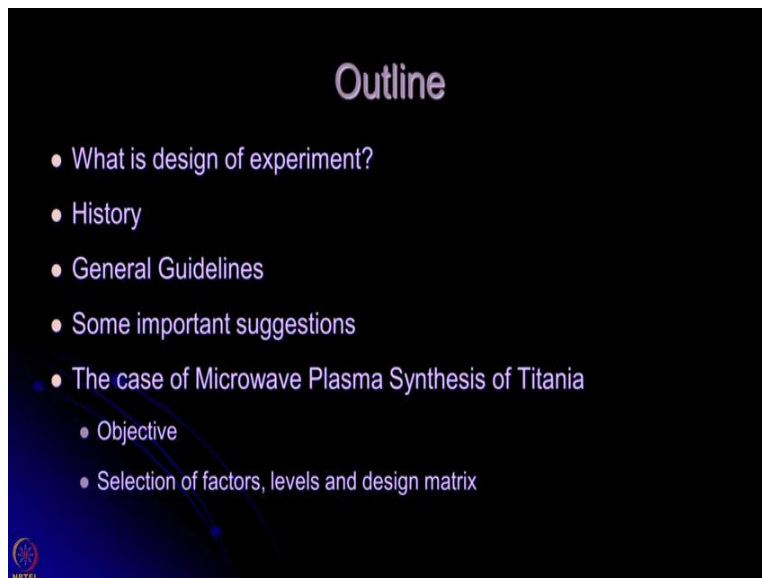 Outline
What is design of experiment?
History
General Guidelines
Some important suggestions
The case of Microwave Plasma Synthesis of Titania
Objective
Selection of factors, levels and design matrix
NPTEL